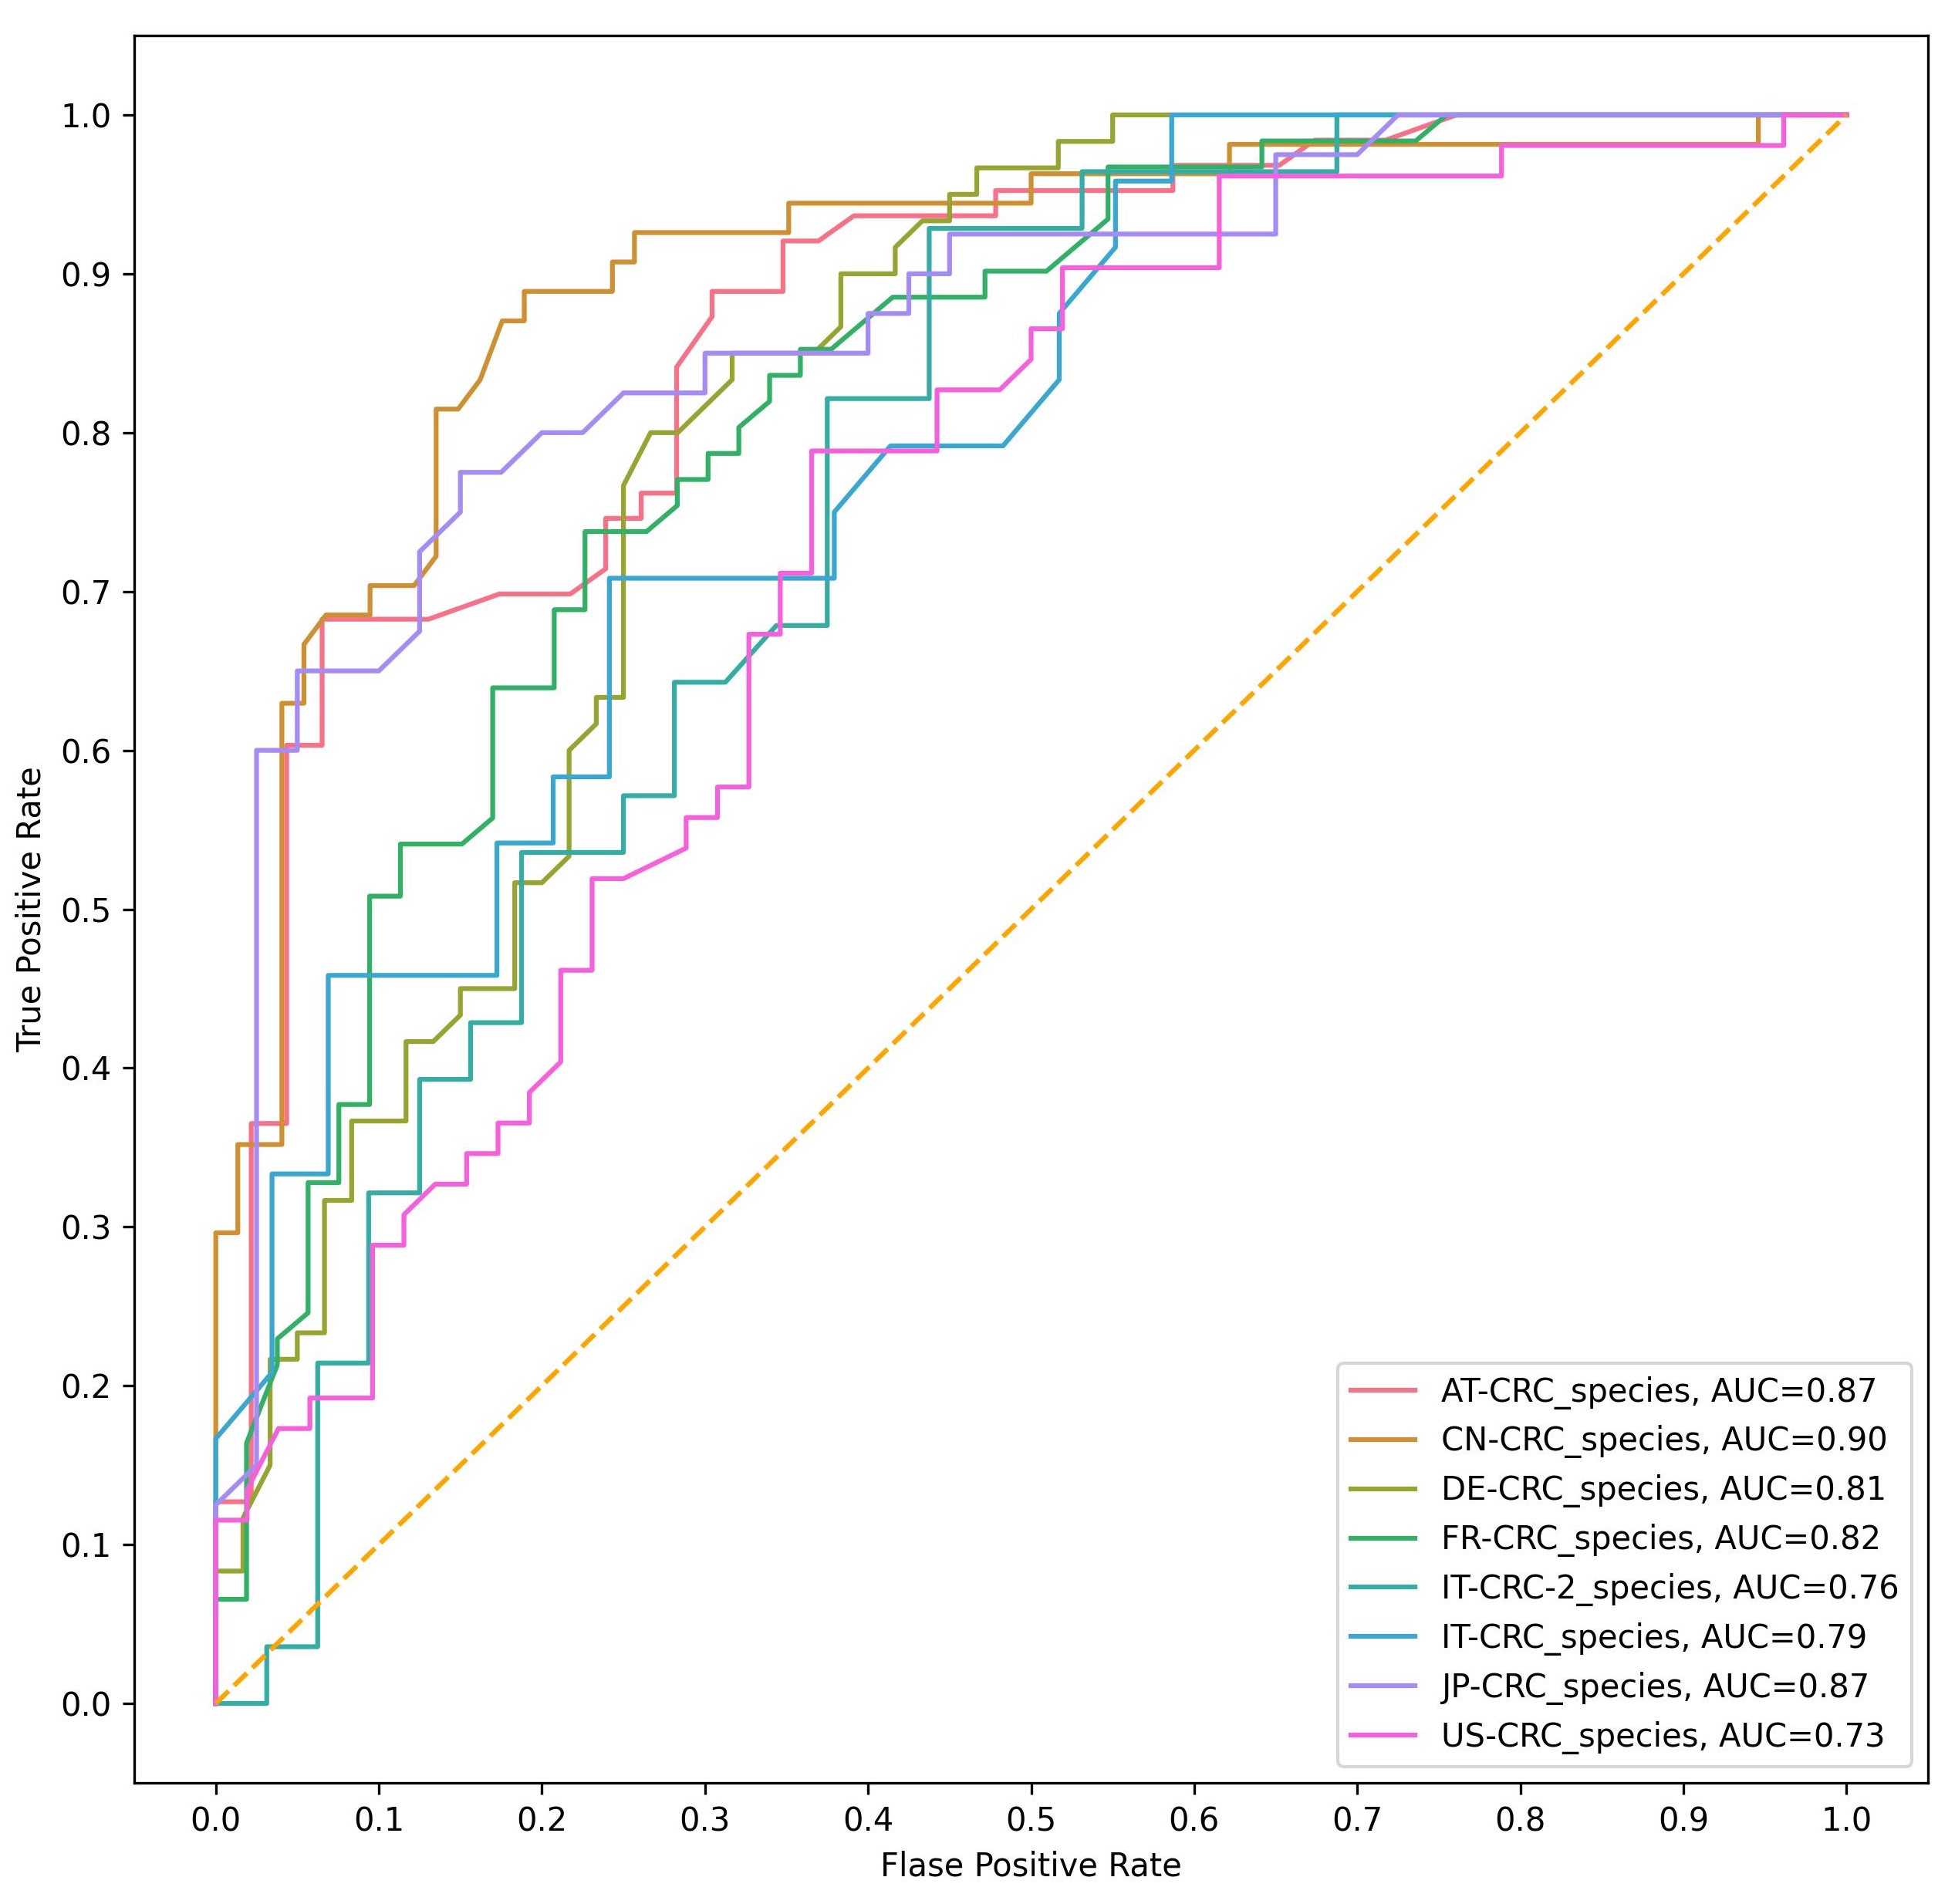 True Positive Rate
1.0
0.9
0.8
0.7
0.6
0.5
0.4
0.3
0.2
0.1
0.0
AT-CRC_species, AUC=0.87
CN-CRC_species, AUC=0.90
DE-CRC_species, AUC=0.81
FR-CRC_species, AUC=0.82
IT-CRC-2_species, AUC=0.76
IT-CRC_species, AUC=0.79
JP-CRC_species, AUC=0.87
US-CRC_species, AUC=0.73
0.0 0.1 0.2 0.3 0.4 0.5 0.6 0.7 0.8 0.9 1.0
Flase Positive Rate